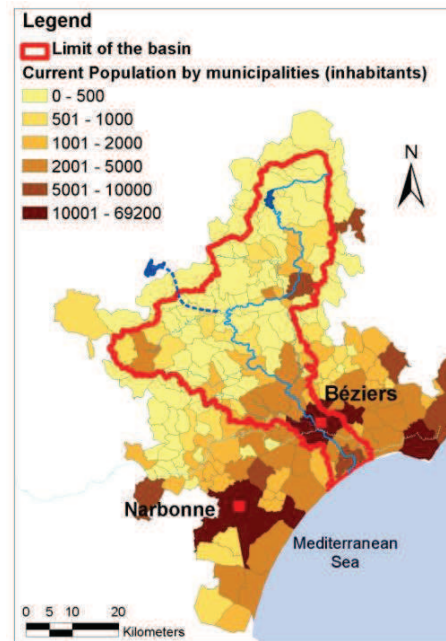 Legend
Limit of the basin
Current Population by municipalities (inhabitants)
0 - 500
501 - 1000
1001 - 2000
2001 - 5000
5001 - 10000
10001 - 69200
N
Béziers
Narbonne
Mediterranean
Sea
0 5 10 20
Kilometers